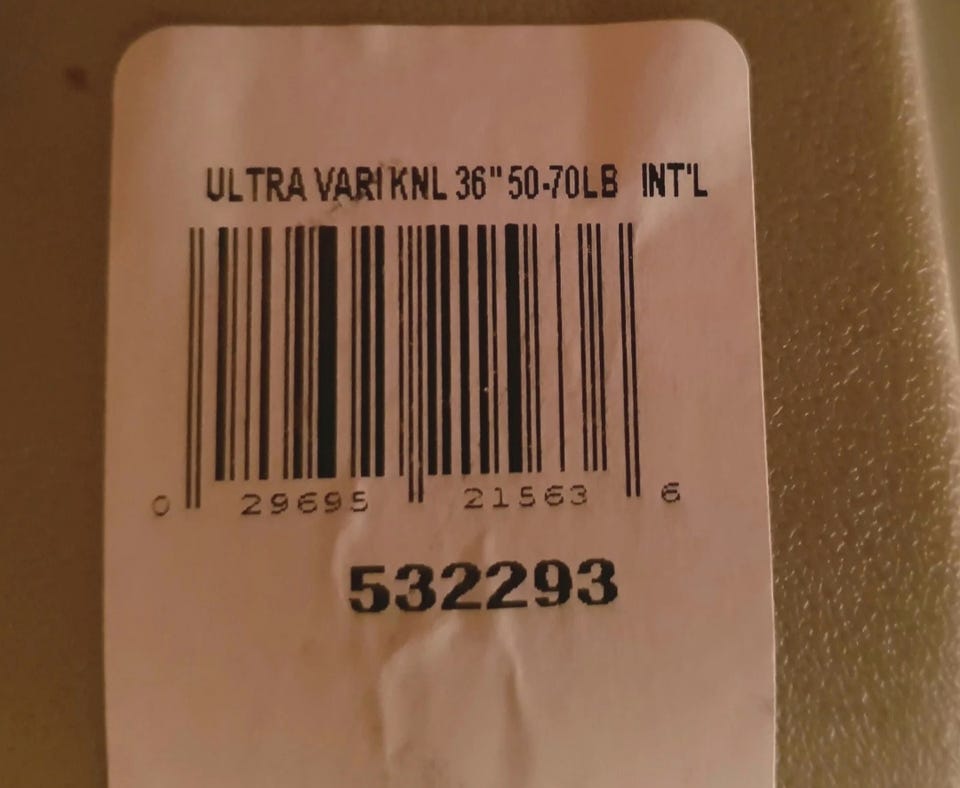 ULTRA VARI KNL 36" 50-70LB INT'L
0 29695 21563 6
532293